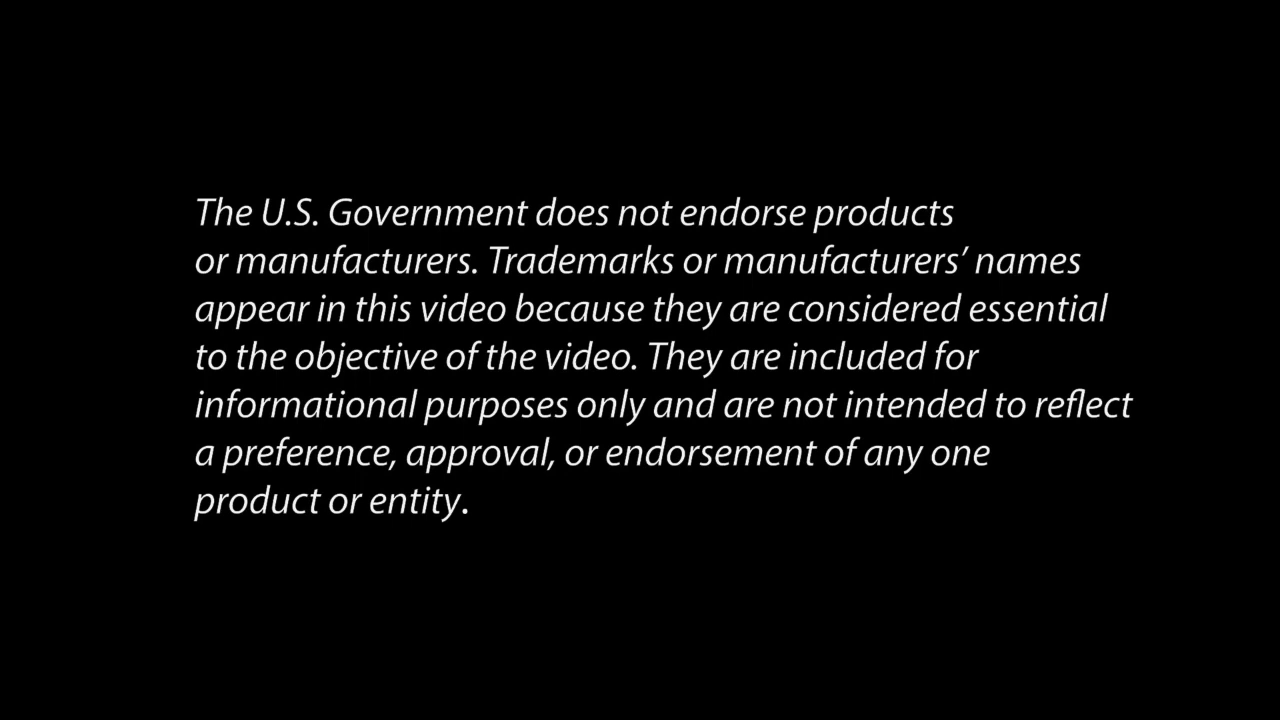 The U.S. Government does not endorse products
or manufacturers. Trademarks or manufacturers’ names
appear in this video because they are considered essential
to the objective of the video. They are included for
informational purposes only and are not intended to reflect
a preference, approval, or endorsement of any one
product or entity.